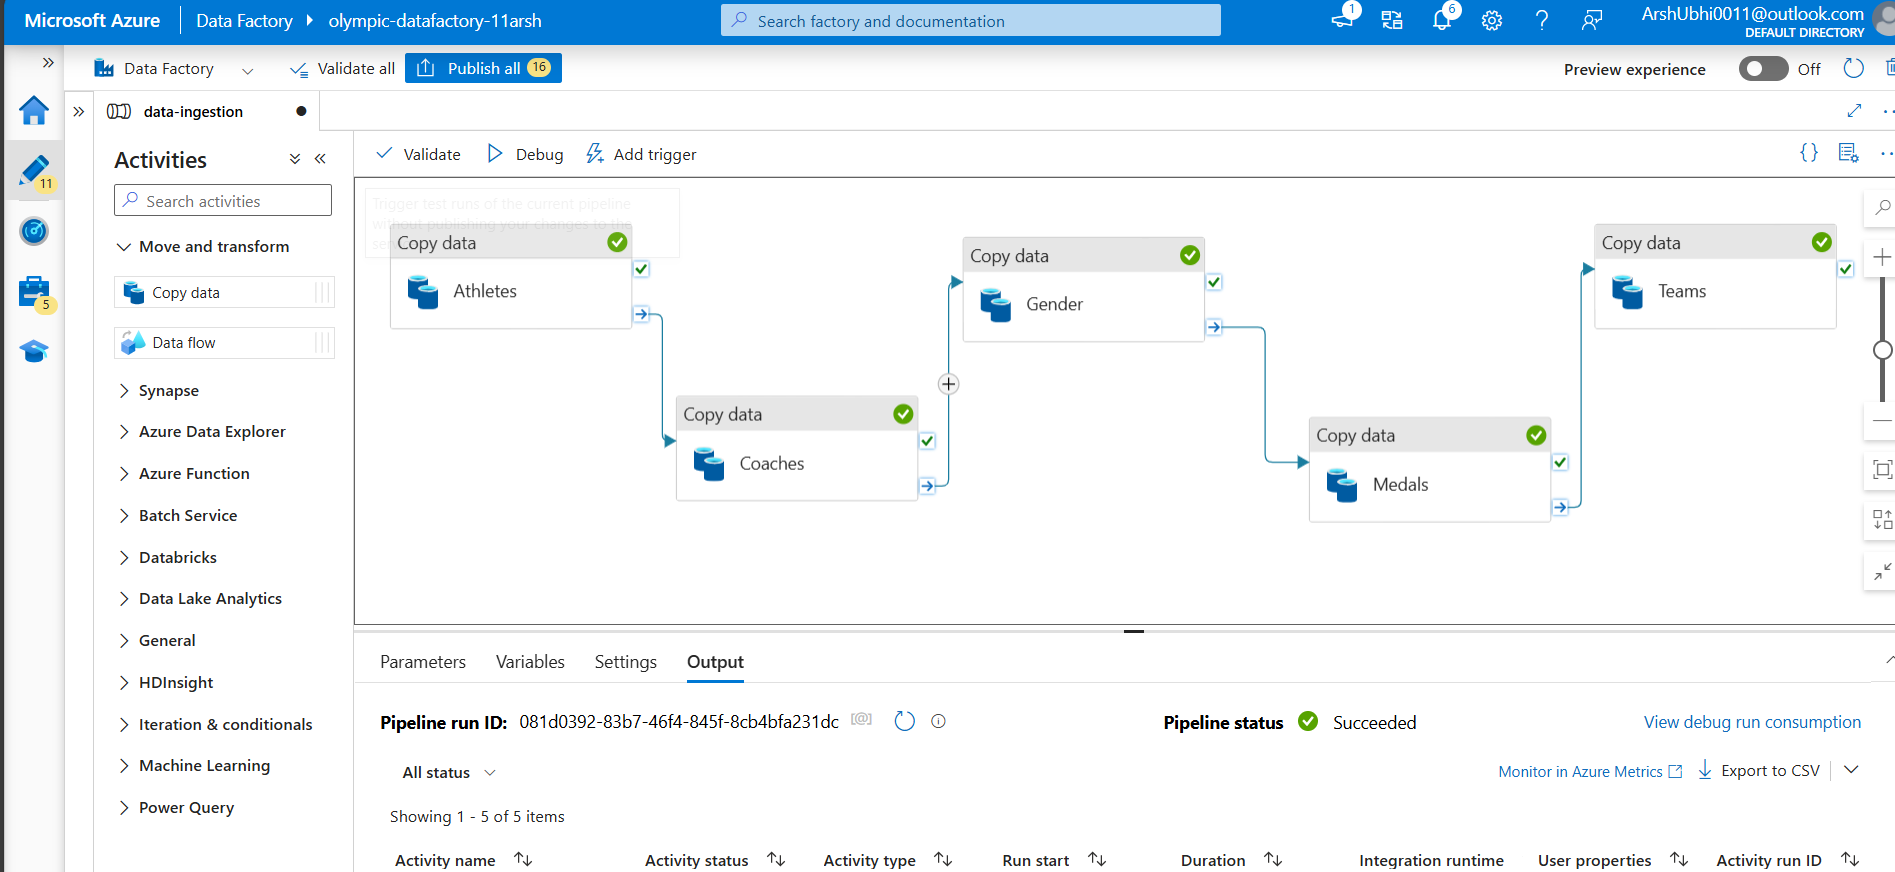 Microsoft Azure
Data Factory
olympic-datafactory-11arsh
Search factory and documentation
1
6
ArshUbhi0011@outlook.com
DEFAULT DIRECTORY
Data Factory
Validate all
Publish all 16
Preview experience
Off
data-ingestion
11
5
Activities
Search activities
Move and transform
Copy data
Data flow
Synapse
Azure Data Explorer
Azure Function
Batch Service
Databricks
Data Lake Analytics
General
HDInsight
Iteration & conditionals
Machine Learning
Power Query
Validate
Debug
Add trigger
{}
Trigger test runs of the current pipeline
without publishing your changes to the
Copy data
Athletes
Copy data
Coaches
Copy data
Gender
Copy data
Medals
Copy data
Teams
Parameters
Variables
Settings
Output
Pipeline run ID: 081d0392-83b7-46f4-845f-8cb4bfa231dc
[@]
Pipeline status
Succeeded
View debug run consumption
All status
Monitor in Azure Metrics
Export to CSV
Showing 1 - 5 of 5 items
Activity name
Activity status
Activity type
Run start
Duration
Integration runtime
User properties
Activity run ID